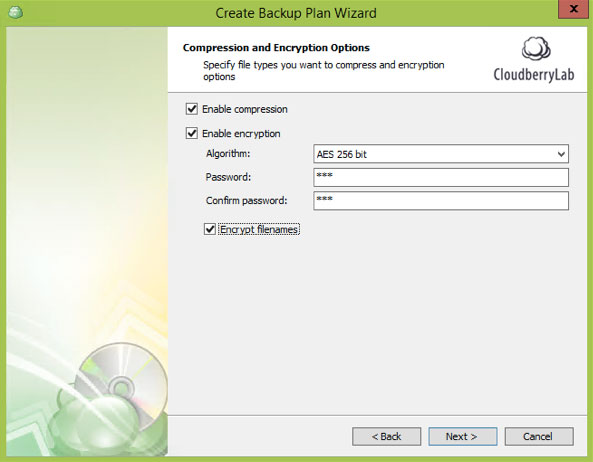 Create Backup Plan Wizard
x
Compression and Encryption Options
Specify file types you want to compress and encryption
options
CloudberryLab
Enable compression
Enable encryption
Algorithm:
AES 256 bit
Password:
***
Confirm password:
***
Encrypt filenames
< Back
Next >
Cancel